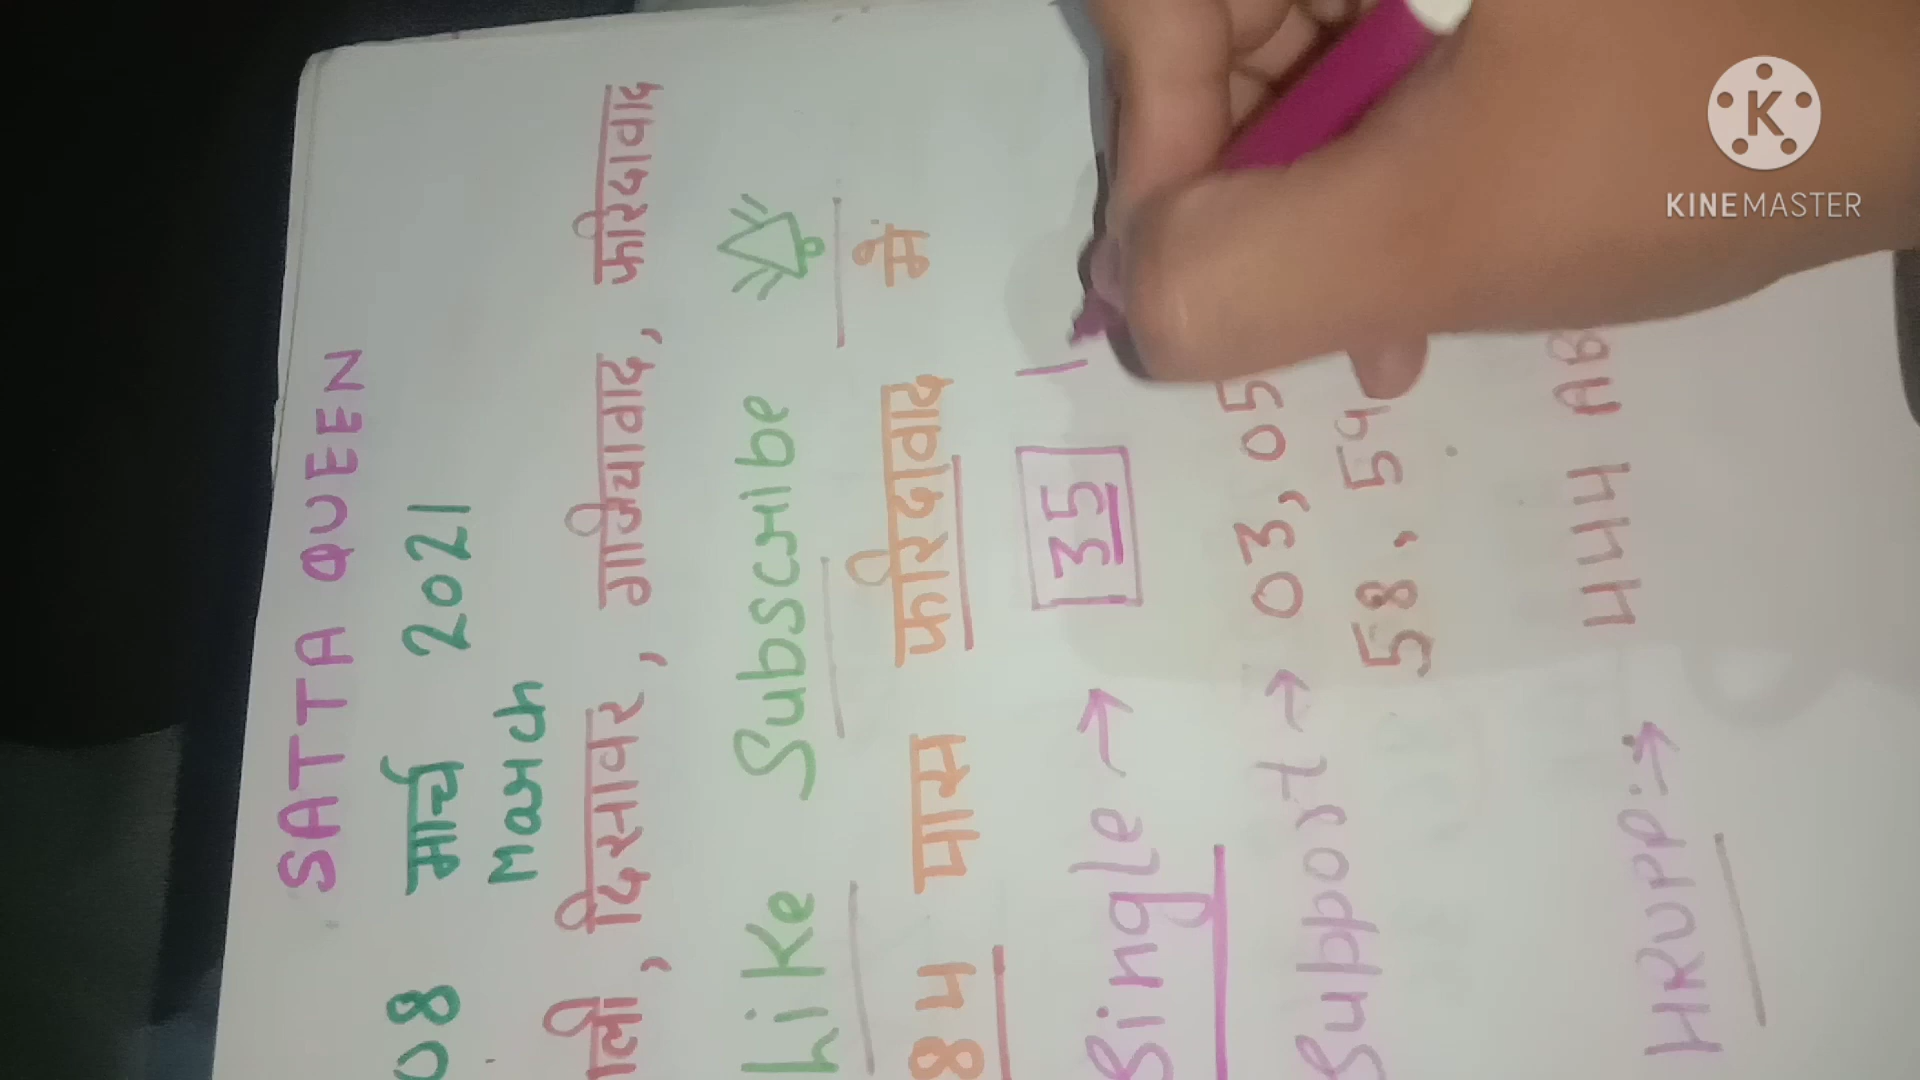 SATTA QUEEN
08 मार्च 2021
March
ली, दिसावर, गाजियावाद, फरिदावाद
Like Subscribe
84 पास फरिदावाद में
Single → 35
Support → 03, 05
58, 59
HRUPP:→ 444 AB
KINEMASTER